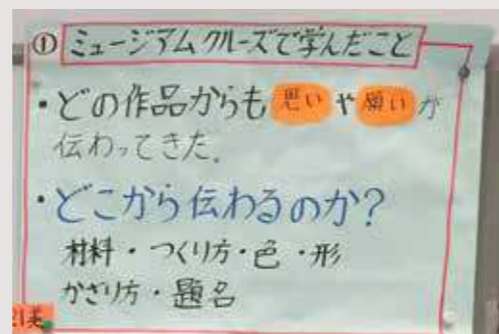 ① ミュージアムクルーズで学んだこと
・どの作品からも思いや願いが
伝わってきた。
・どこから伝わるのか?
材料・つくり方・色・形
かざり方・題名